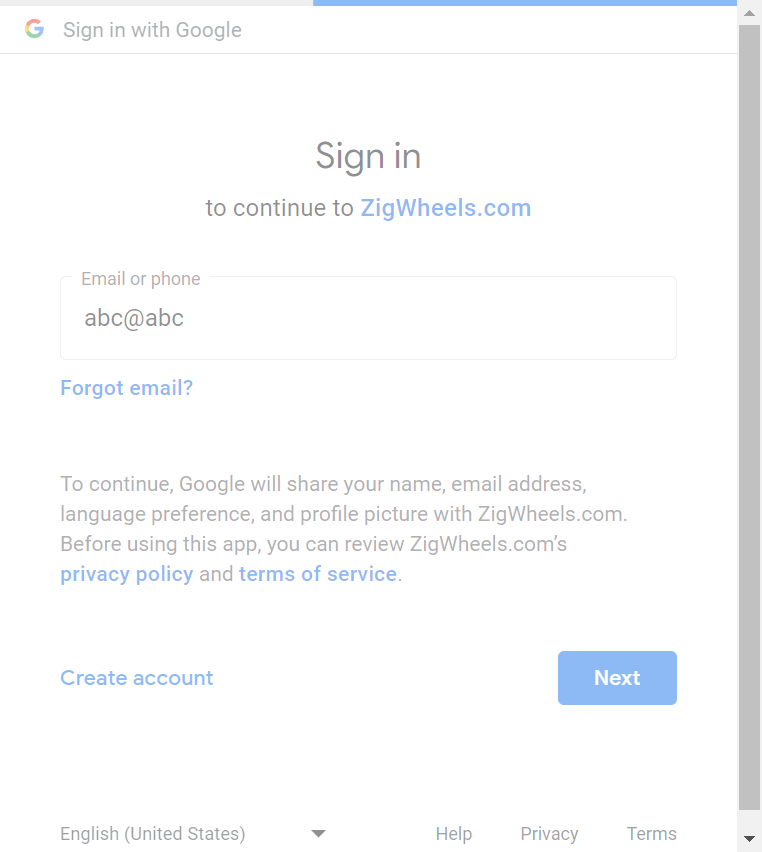 Sign in with Google
Sign in
to continue to ZigWheels.com
Email or phone
abc@abc
Forgot email?
To continue, Google will share your name, email address,
language preference, and profile picture with ZigWheels.com.
Before using this app, you can review ZigWheels.com’s
privacy policy and terms of service.
Create account
Next
English (United States)
Help
Privacy
Terms